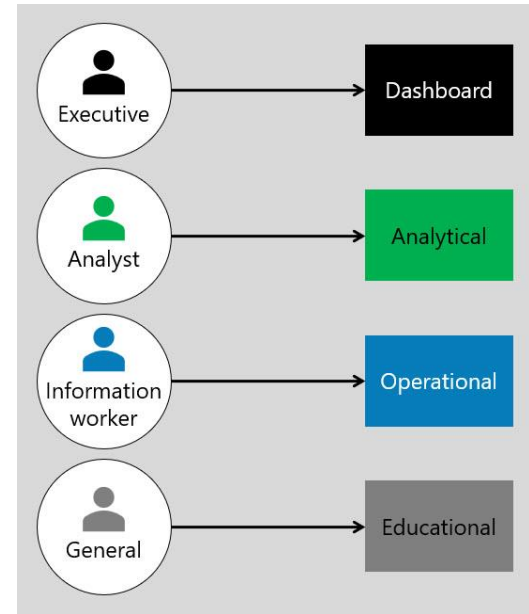 Executive
Dashboard
Analyst
Analytical
Information
worker
Operational
General
Educational